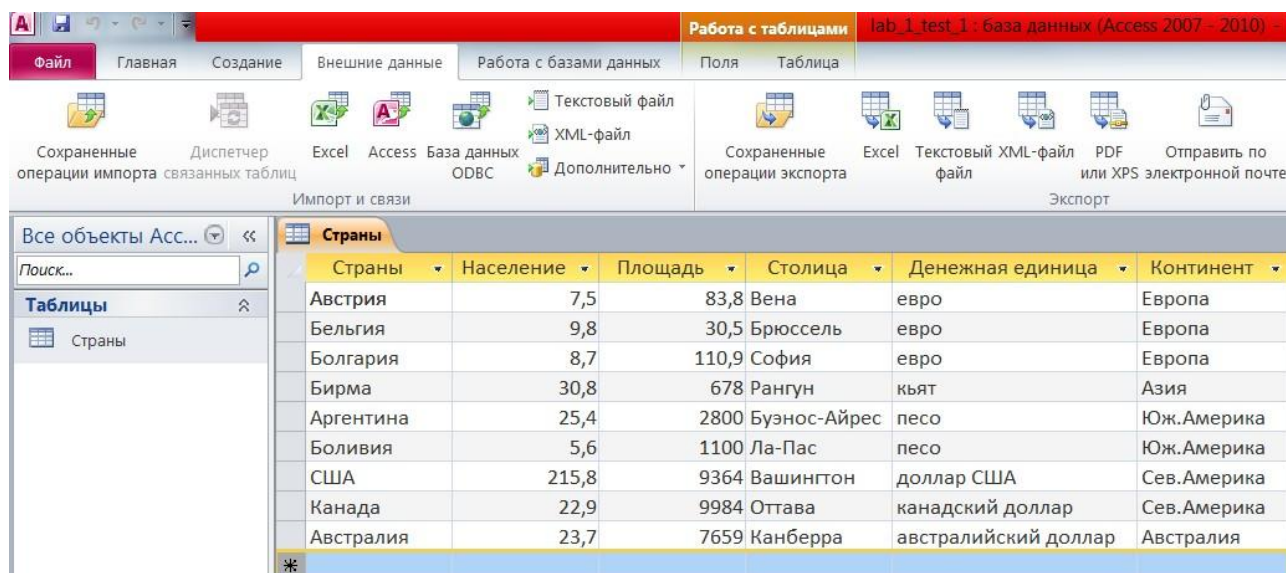 Работа с таблицами lab_1_test_1 : база данных (Access 2007 - 2010) -
Файл Главная Создание Внешние данные Работа с базами данных Поля Таблица
Сохраненные операции импорта
Диспетчер связанных таблиц
Excel Access База данных ODBC
Текстовый файл
XML-файл
Дополнительно
Сохраненные операции экспорта
Excel Текстовый файл XML-файл PDF или XPS Отправить по электронной почте
Импорт и связи Экспорт
Все объекты Acc... «
Поиск...
Таблицы
Страны
Страны
Страны Население Площадь Столица Денежная единица Континент
Австрия 7,5 83,8 Вена евро Европа
Бельгия 9,8 30,5 Брюссель евро Европа
Болгария 8,7 110,9 София евро Европа
Бирма 30,8 678 Рангун кьят Азия
Аргентина 25,4 2800 Буэнос-Айрес песо Юж.Америка
Боливия 5,6 1100 Ла-Пас песо Юж.Америка
США 215,8 9364 Вашингтон доллар США Сев.Америка
Канада 22,9 9984 Оттава канадский доллар Сев.Америка
Австралия 23,7 7659 Канберра австралийский доллар Австралия